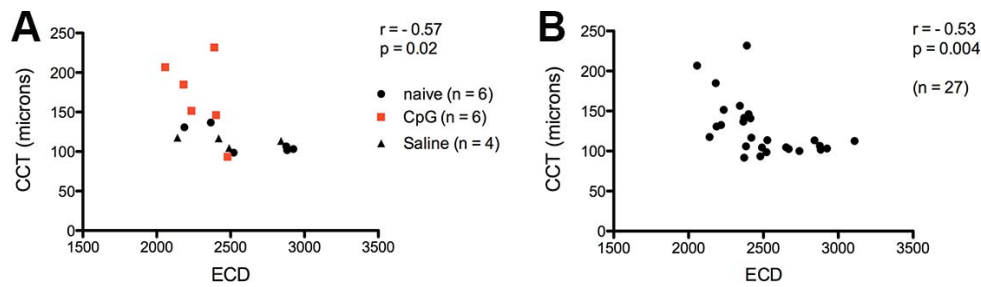 A
r = - 0.57
p = 0.02
naive (n = 6)
CpG (n = 6)
Saline (n = 4)
CCT (microns)
250
200
150
100
50
0
1500 2000 2500 3000 3500
ECD
B
r = - 0.53
p = 0.004
(n = 27)
CCT (microns)
250
200
150
100
50
0
1500 2000 2500 3000 3500
ECD